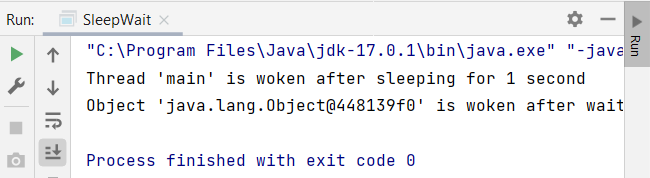 Run: SleepWait
"C:\Program Files\Java\jdk-17.0.1\bin\java.exe" "-java
Thread 'main' is woken after sleeping for 1 second
Object 'java.lang.Object@448139f0' is woken after wait
Process finished with exit code 0
Run